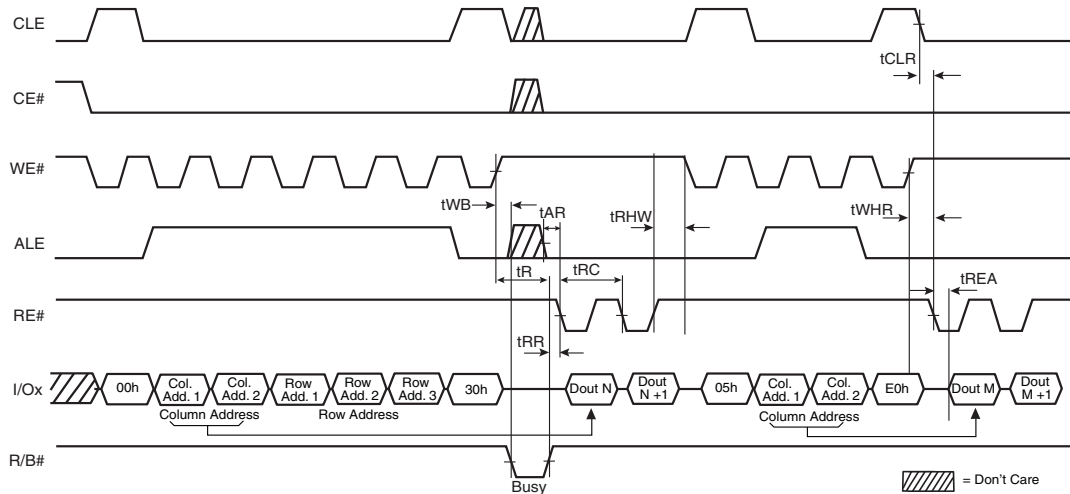 CLE
tCLR
CE#
WE#
tWB
tAR
tRHW
tWHR
ALE
tR
tRC
tREA
RE#
tRR
I/Ox
00h
Col. Add. 1
Col. Add. 2
Row Add. 1
Row Add. 2
Row Add. 3
30h
Dout N
Dout N +1
05h
Col. Add. 1
Col. Add. 2
E0h
Dout M
Dout M +1
Column Address
Row Address
Column Address
R/B#
Busy
= Don't Care